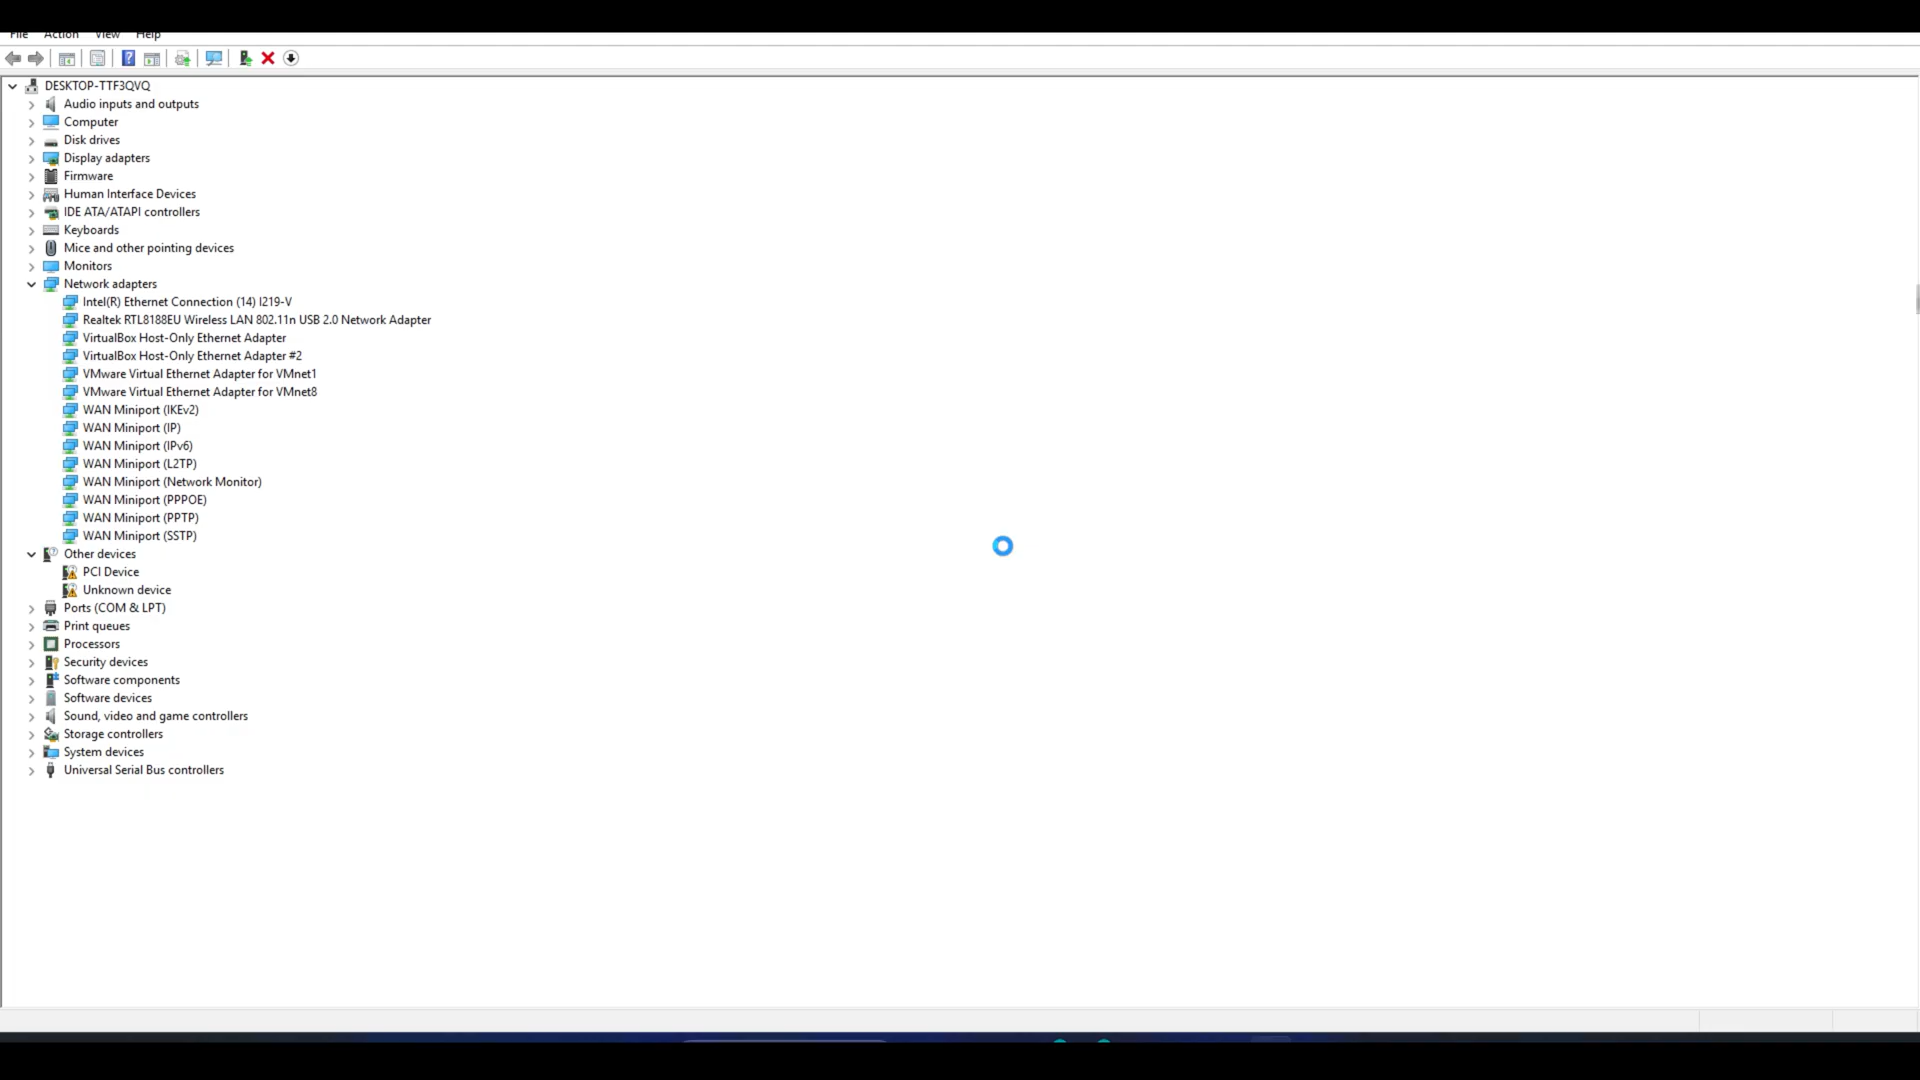 File Action View Help
DESKTOP-TTF3QVQ
Audio inputs and outputs
Computer
Disk drives
Display adapters
Firmware
Human Interface Devices
IDE ATA/ATAPI controllers
Keyboards
Mice and other pointing devices
Monitors
Network adapters
Intel(R) Ethernet Connection (14) I219-V
Realtek RTL8188EU Wireless LAN 802.11n USB 2.0 Network Adapter
VirtualBox Host-Only Ethernet Adapter
VirtualBox Host-Only Ethernet Adapter #2
VMware Virtual Ethernet Adapter for VMnet1
VMware Virtual Ethernet Adapter for VMnet8
WAN Miniport (IKEv2)
WAN Miniport (IP)
WAN Miniport (IPv6)
WAN Miniport (L2TP)
WAN Miniport (Network Monitor)
WAN Miniport (PPPOE)
WAN Miniport (PPTP)
WAN Miniport (SSTP)
Other devices
PCI Device
Unknown device
Ports (COM & LPT)
Print queues
Processors
Security devices
Software components
Software devices
Sound, video and game controllers
Storage controllers
System devices
Universal Serial Bus controllers